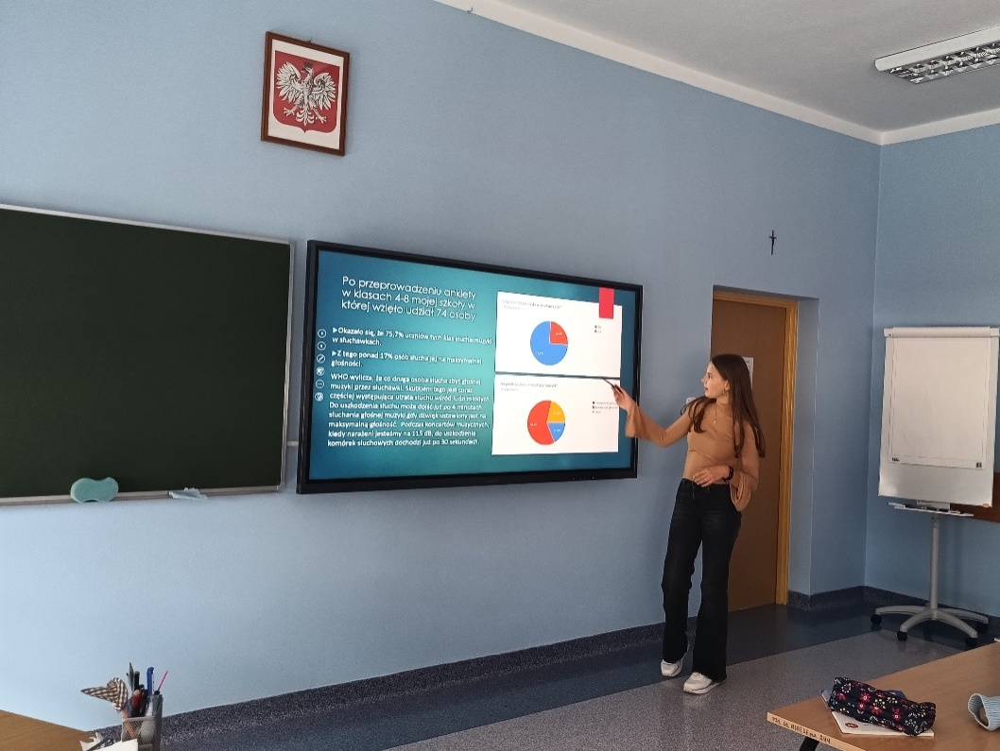 Po przeprowadzeniu ankiety
w klasach 4-8 mojej szkoły w
której wzięło udział 74 osoby
Okazało się, że 75,7% uczniów tych klas słucha muzyki
w słuchawkach.
Z tego ponad 17% osób słucha jej na maksymalnej
głośności.
WHO wylicza, że co druga osoba słucha zbyt głośnej
muzyki przez słuchawki. Skutkiem tego jest coraz
częściej występująca utrata słuchu wśród ludzi młodych.
Do uszkodzenia słuchu może dojść już po 4 minutach
słuchania głośnej muzyki gdy dźwięk ustawiony jest na
maksymalną głośność. Podczas koncertów muzycznych,
kiedy narażeni jesteśmy na 115 dB, do uszkodzenia
komórek słuchowych dochodzi już po 30 sekundach.